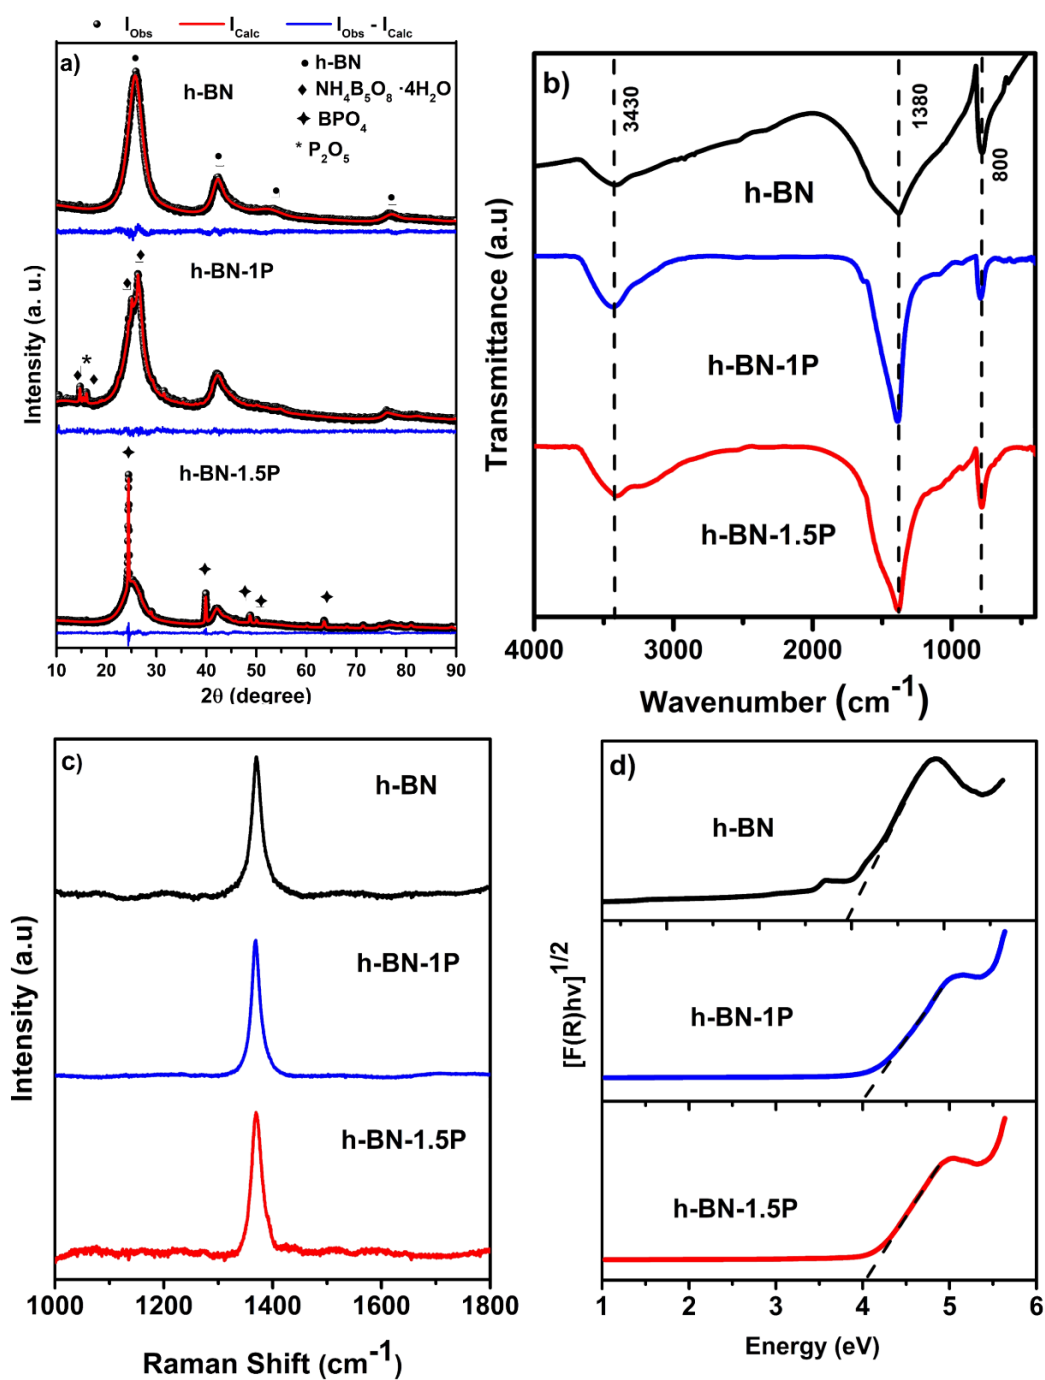 I_Obs I_Calc I_Obs - I_Calc
a)
h-BN
h-BN
NH₄B₅O₈ ·4H₂O
BPO₄
* P₂O₅
*
h-BN-1P
h-BN-1.5P
Intensity (a. u.)
10 20 30 40 50 60 70 80 90
2θ (degree)
b)
3430
1380
800
h-BN
h-BN-1P
h-BN-1.5P
Transmittance (a.u)
4000 3000 2000 1000
Wavenumber (cm⁻¹)
c)
h-BN
h-BN-1P
h-BN-1.5P
Intensity (a.u)
1000 1200 1400 1600 1800
Raman Shift (cm⁻¹)
d)
h-BN
h-BN-1P
h-BN-1.5P
[F(R)hv]^1/2
1 2 3 4 5 6
Energy (eV)